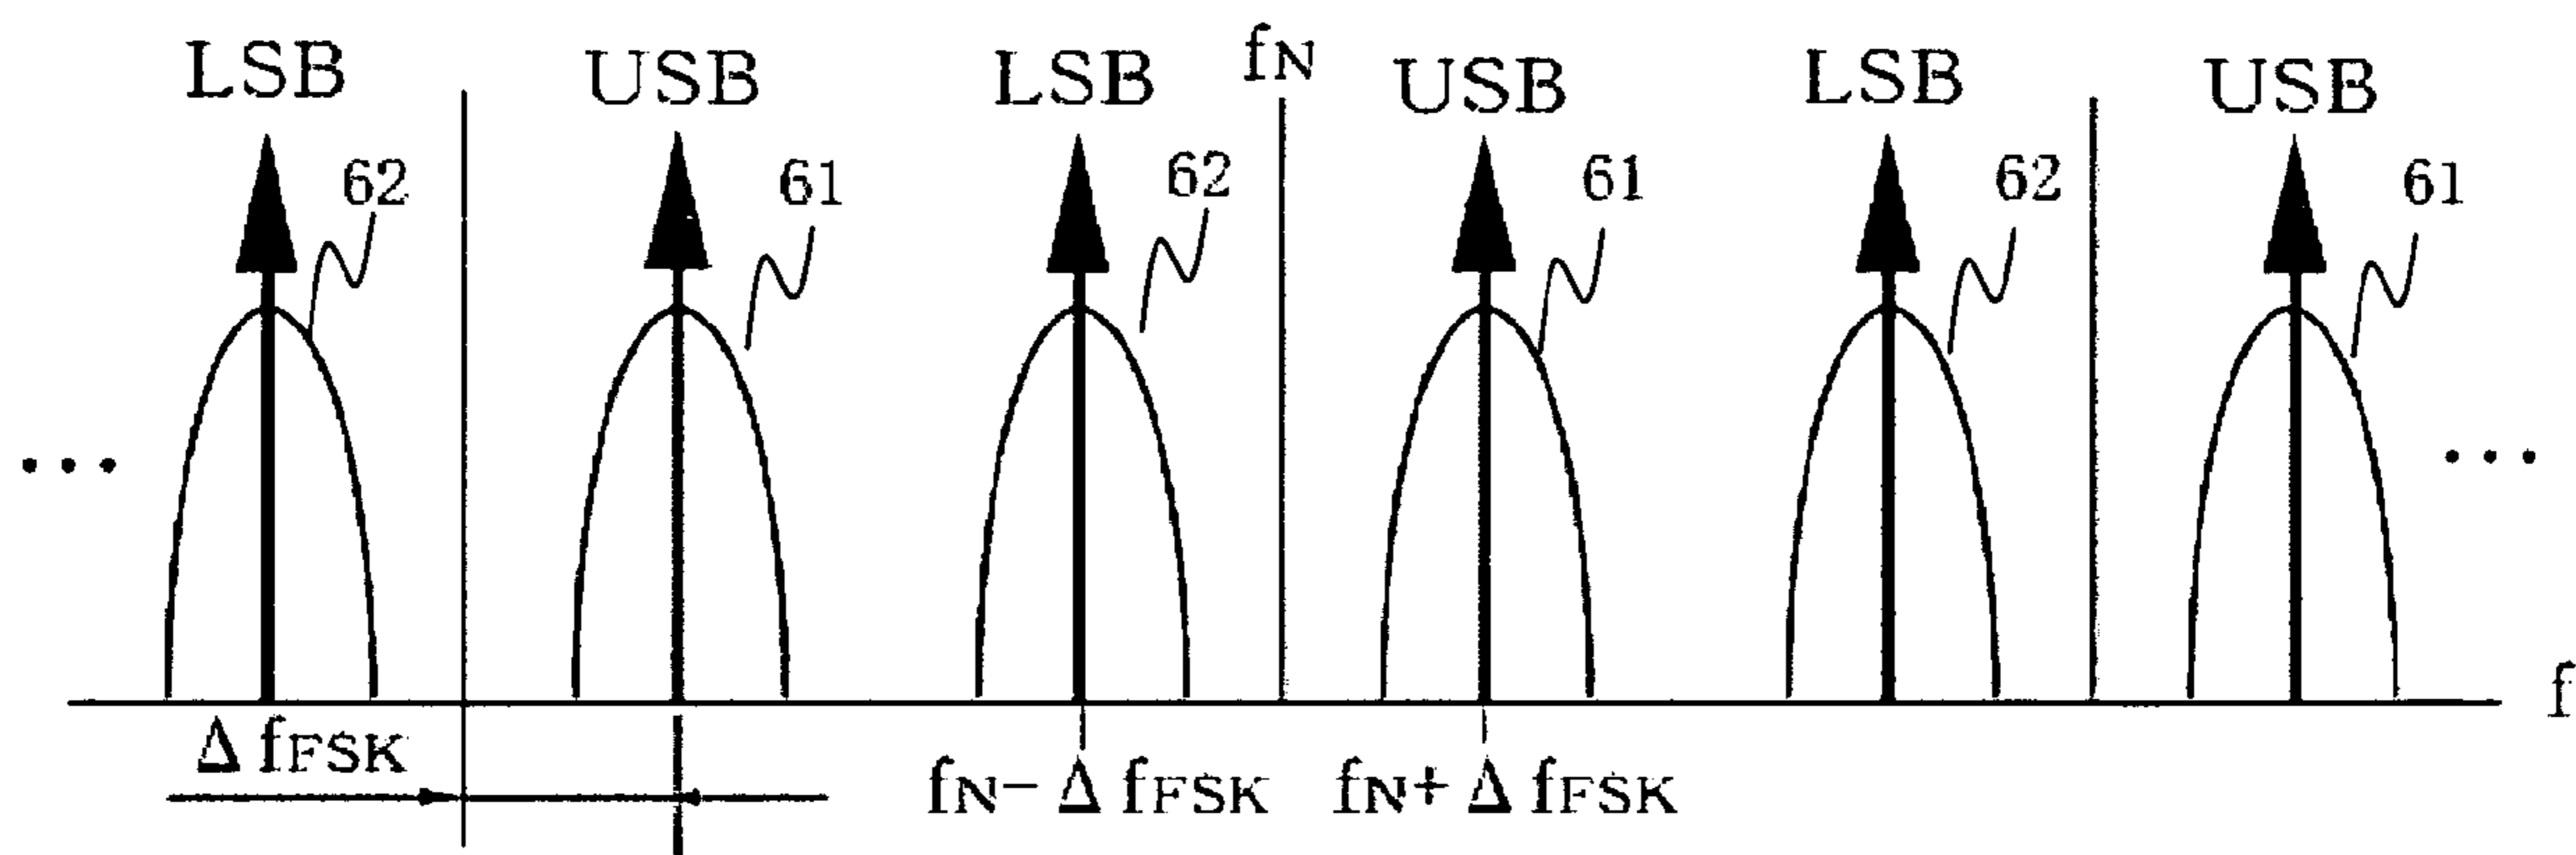 LSB USB LSB fN USB LSB USB
62 61 62 61 62 61
... ...
f
Δ fFSK fN− Δ fFSK fN+ Δ fFSK